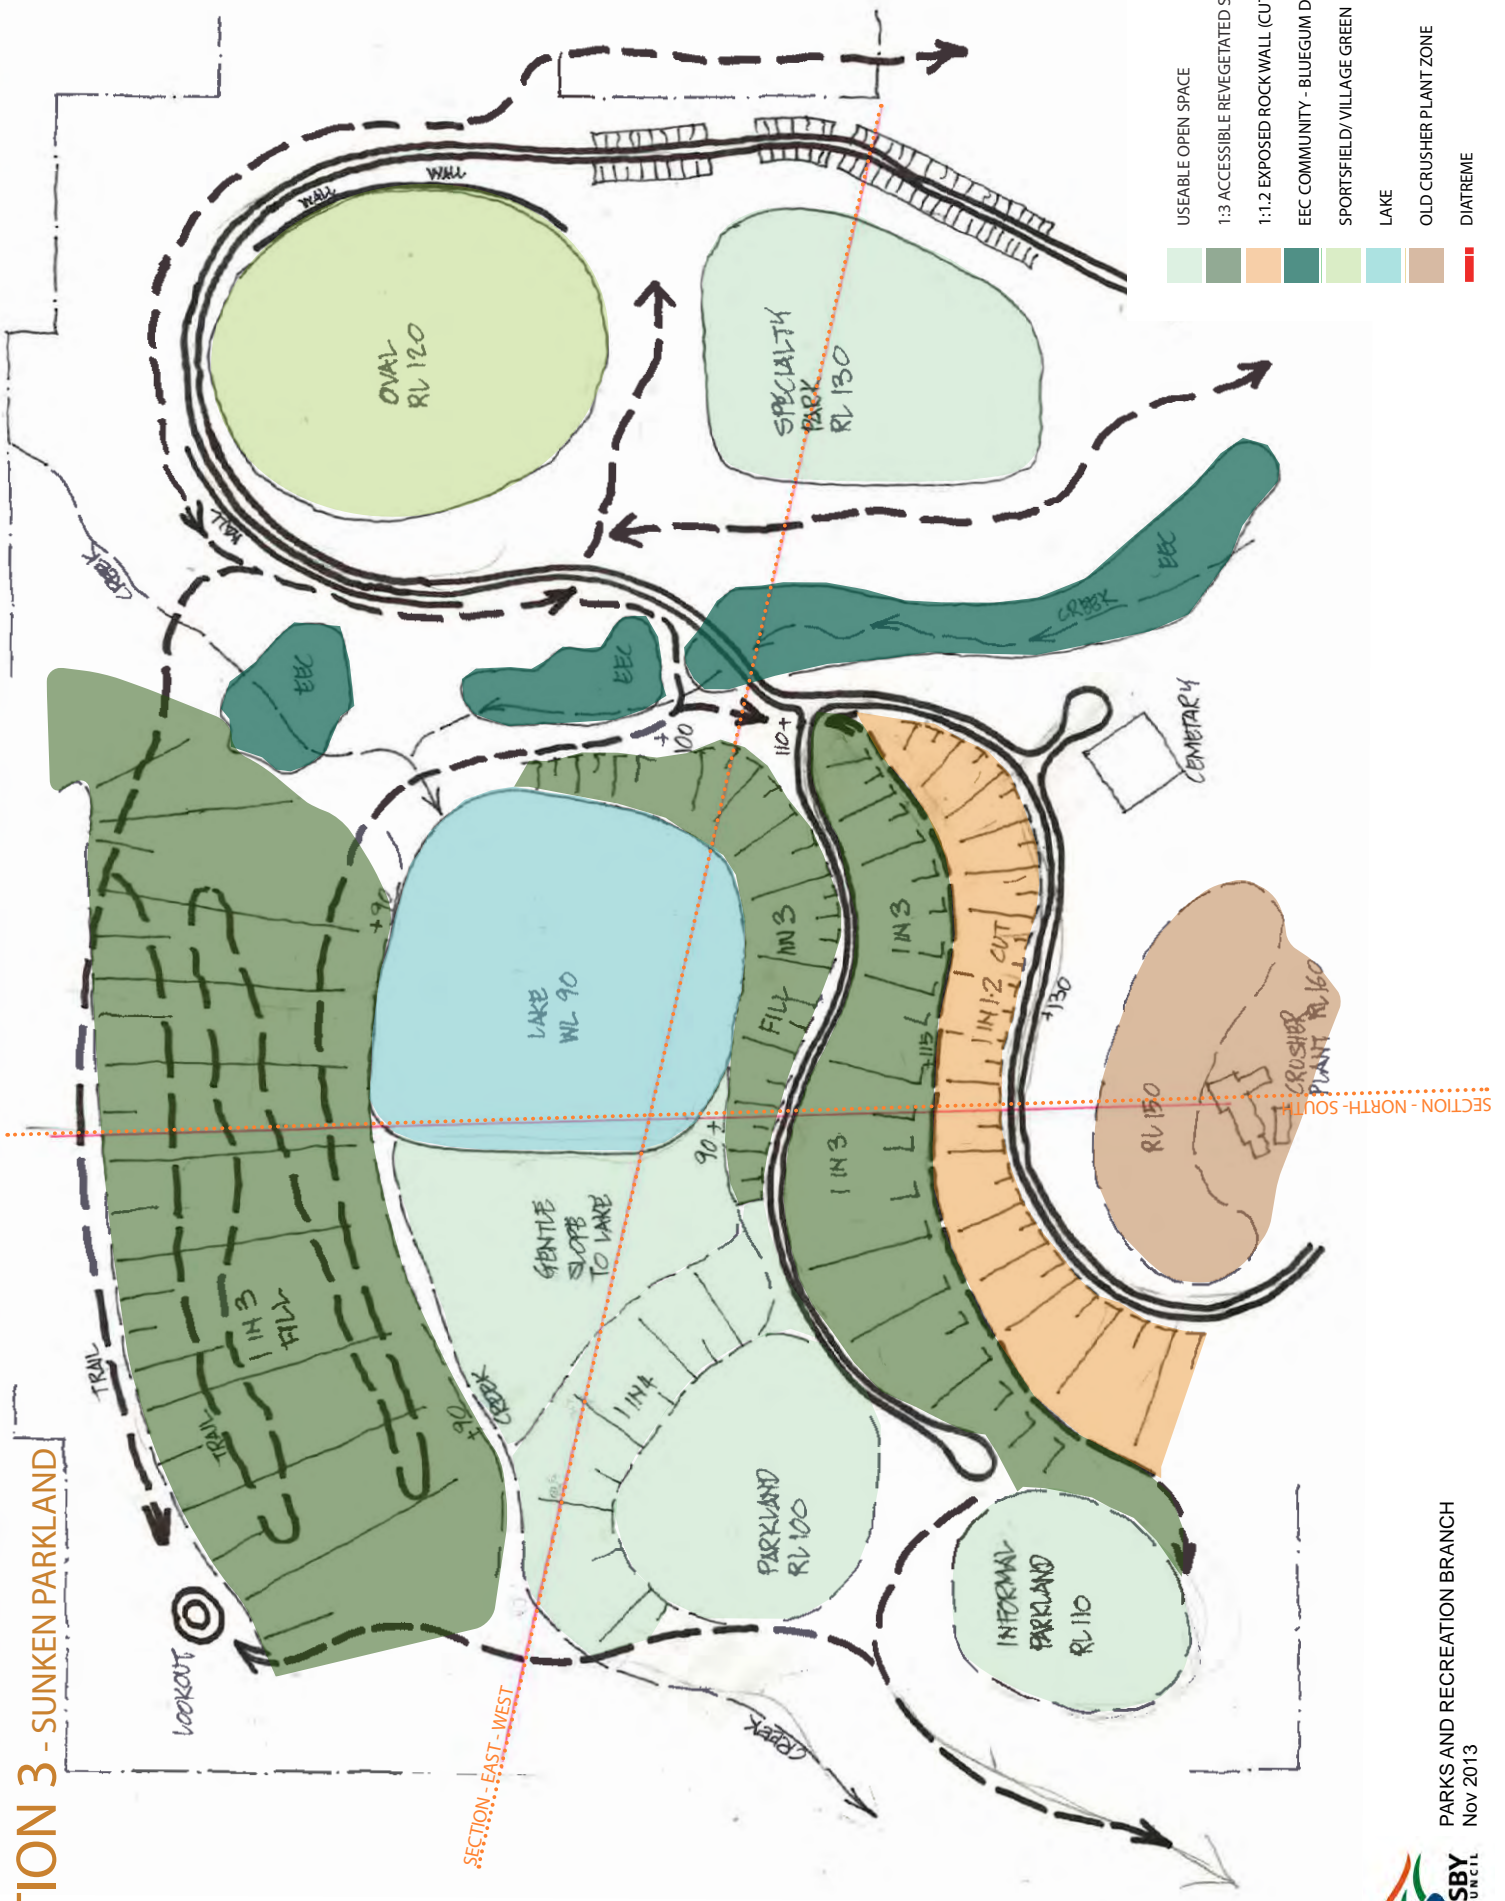 TION 3 - SUNKEN PARKLAND
LOOKOUT
TRAIL
TRAIL
1 IN 3
FILL
+90
CREEK
+90
CREEK
EEC
EEC
WALL
WALL
WALL
OVAL
RL 120
SPECIALTY
PARK
RL 130
LAKE
WL 90
GENTLE
SLOPE
TO LAKE
90 +
+
100
110 +
FILL
1 IN 3
1 IN 3
1 IN 3
+115
1 IN 1.2 CUT
+130
1 IN 4
PARKLAND
RL 100
INFORMAL
PARKLAND
RL 110
CREEK
CREEK
EEC
CEMETARY
RL 150
CRUSHER
PLANT RL 160
SECTION - EAST - WEST
SECTION - NORTH- SOUTH
USEABLE OPEN SPACE
1:3 ACCESSIBLE REVEGETATED S
1:1.2 EXPOSED ROCK WALL (CU
EEC COMMUNITY - BLUEGUM D
SPORTSFIELD/ VILLAGE GREEN
LAKE
OLD CRUSHER PLANT ZONE
DIATREME
SBY
UNCIL
PARKS AND RECREATION BRANCH
Nov 2013